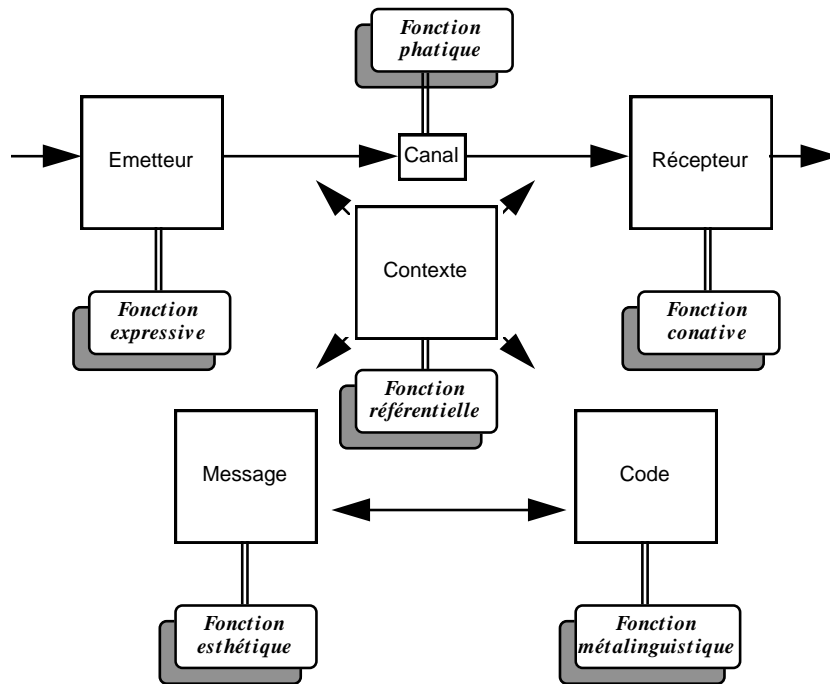 Fonction
phatique
Emetteur
Canal
Récepteur
Contexte
Fonction
expressive
Fonction
conative
Fonction
référentielle
Message
Code
Fonction
esthétique
Fonction
métalinguistique